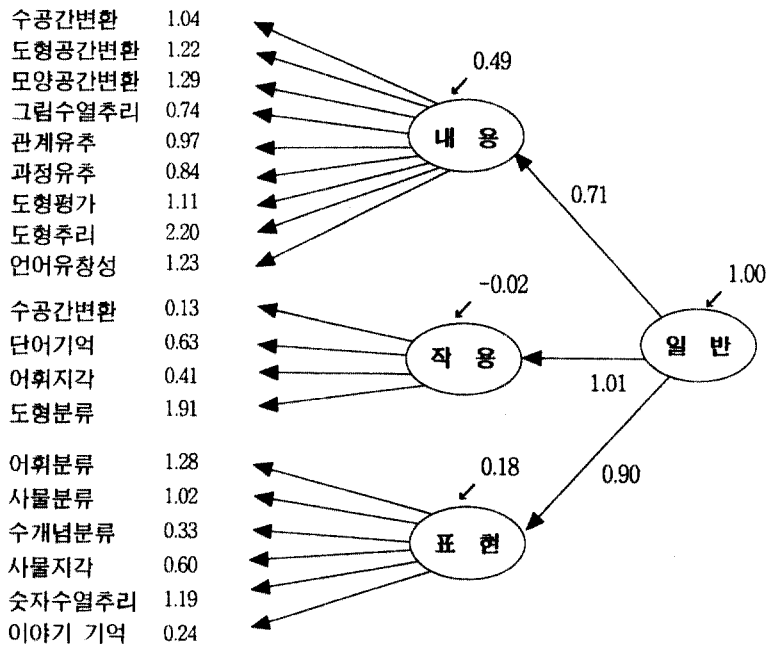 수공간변환 1.04
도형공간변환 1.22
모양공간변환 1.29
그림수열추리 0.74
관계유추 0.97
과정유추 0.84
도형평가 1.11
도형추리 2.20
언어유창성 1.23
0.49
내 용
0.71
수공간변환 0.13
단어기억 0.63
어휘지각 0.41
도형분류 1.91
-0.02
작 용
1.01
1.00
일 반
어휘분류 1.28
사물분류 1.02
수개념분류 0.33
사물지각 0.60
숫자수열추리 1.19
이야기 기억 0.24
0.18
표 현
0.90